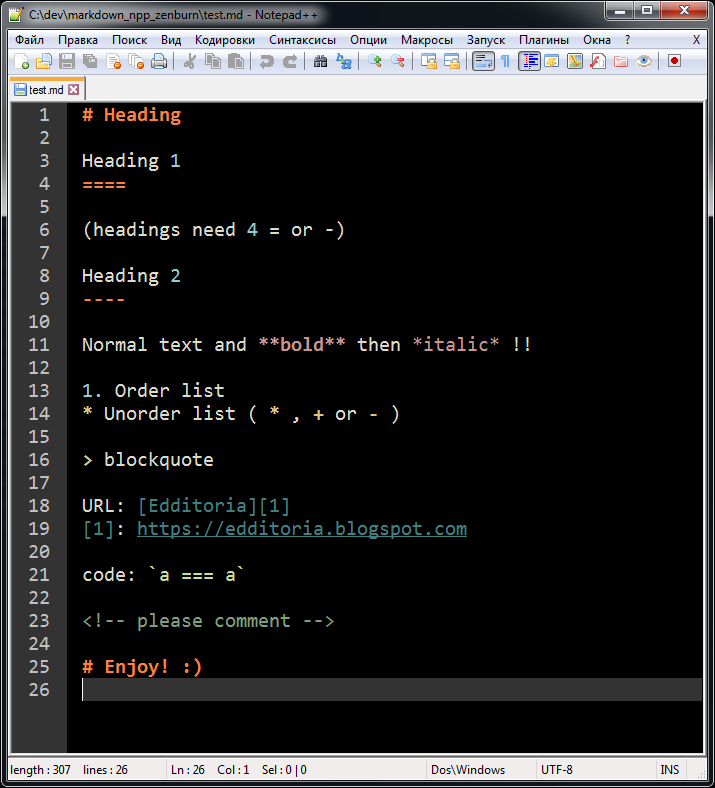 C:\dev\markdown_npp_zenburn\test.md - Notepad++
Файл Правка Поиск Вид Кодировки Синтаксисы Опции Макросы Запуск Плагины Окна ? X
test.md
1 # Heading
2
3 Heading 1
4 ====
5
6 (headings need 4 = or -)
7
8 Heading 2
9 ----
10
11 Normal text and **bold** then *italic* !!
12
13 1. Order list
14 * Unorder list ( * , + or - )
15
16 > blockquote
17
18 URL: [Edditoria][1]
19 [1]: https://edditoria.blogspot.com
20
21 code: `a === a`
22
23 <!-- please comment -->
24
25 # Enjoy! :)
26
length : 307 lines : 26 Ln : 26 Col : 1 Sel : 0 | 0 Dos\Windows UTF-8 INS